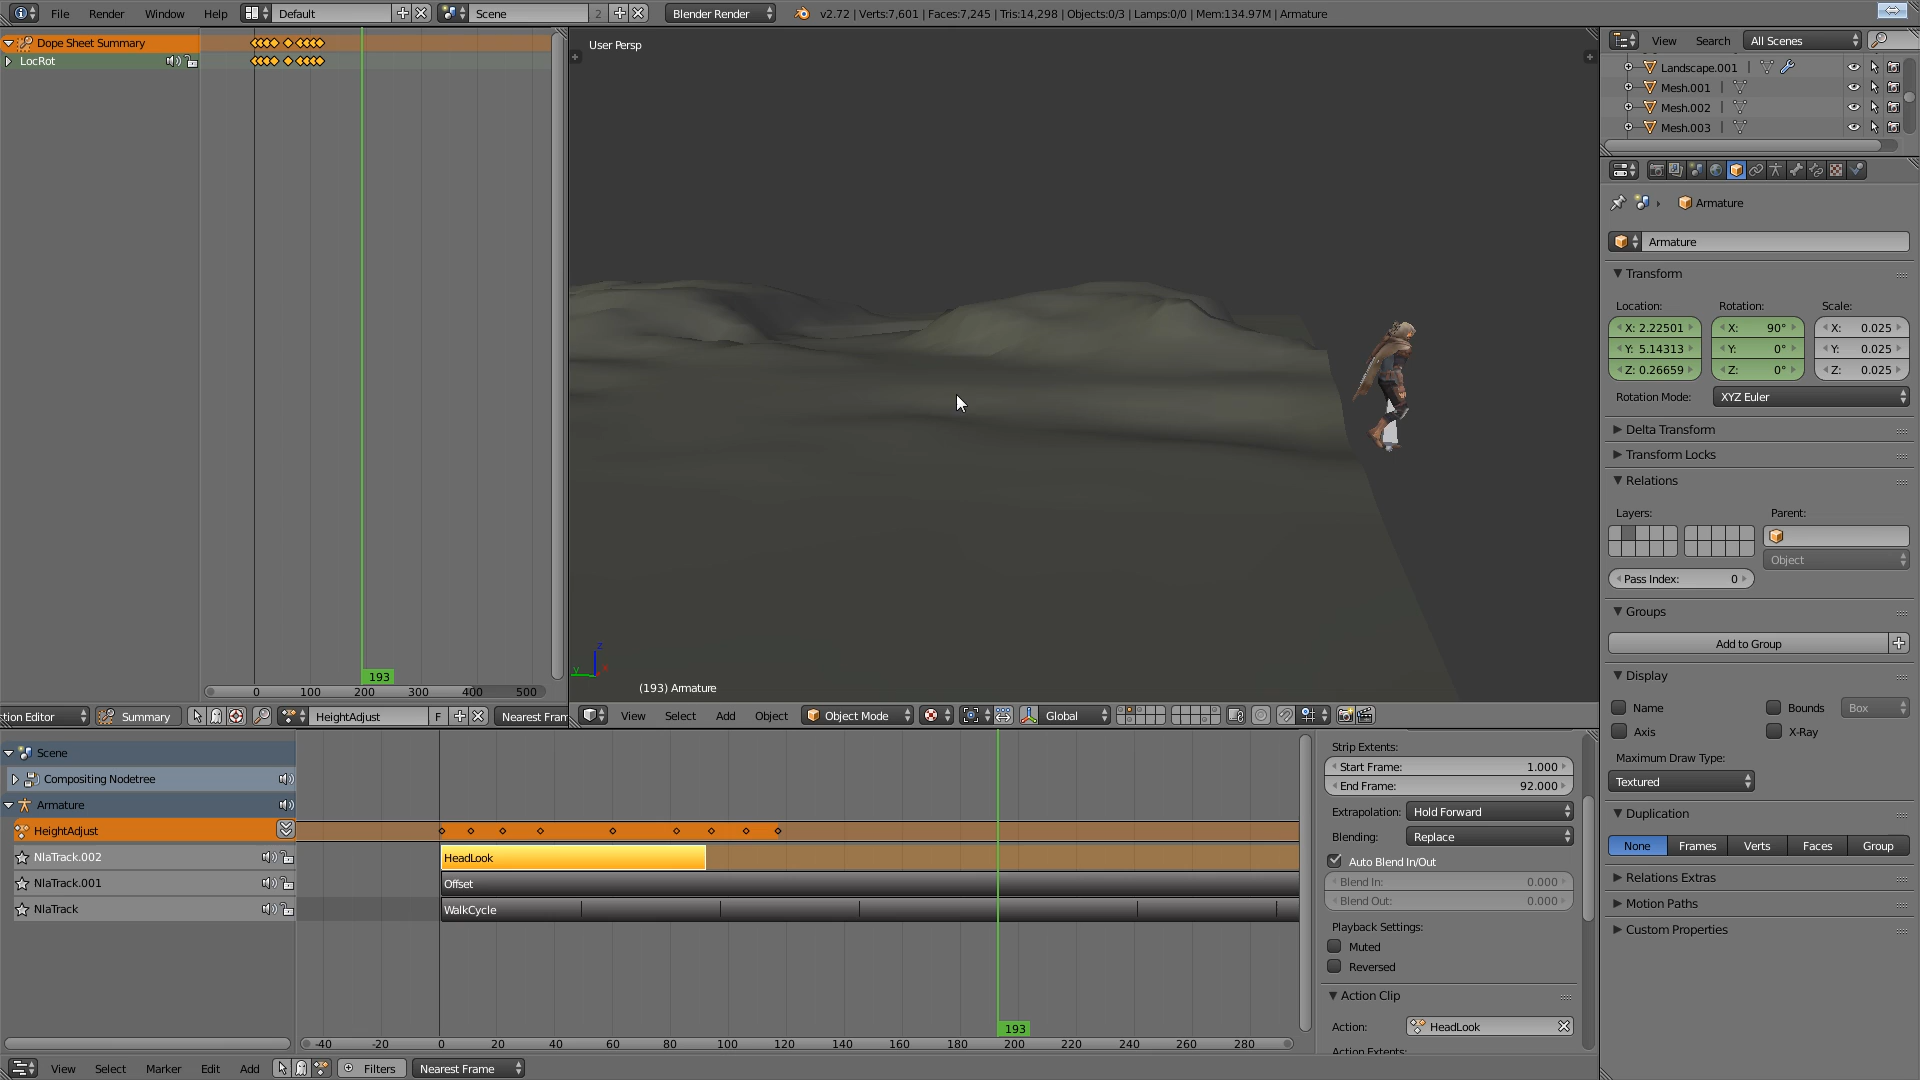 File Render Window Help Default Scene 2 Blender Render v2.72 | Verts:7,601 | Faces:7,245 | Tris:14,298 | Objects:0/3 | Lamps:0/0 | Mem:134.97M | Armature
Dope Sheet Summary
LocRot
193
0 100 200 300 400 500
tion Editor Summary HeightAdjust F Nearest Fram
User Persp
z
y x
(193) Armature
View Select Add Object Object Mode Global
View Search All Scenes
Landscape.001
Mesh.001
Mesh.002
Mesh.003
Armature
Armature
Transform
Location: Rotation: Scale:
X: 2.22501 X: 90° X: 0.025
Y: 5.14313 Y: 0° Y: 0.025
Z: 0.26659 Z: 0° Z: 0.025
Rotation Mode: XYZ Euler
Delta Transform
Transform Locks
Relations
Layers: Parent:
Object
Pass Index: 0
Groups
Add to Group
Display
Name Bounds Box
Axis X-Ray
Maximum Draw Type:
Textured
Duplication
None Frames Verts Faces Group
Relations Extras
Motion Paths
Custom Properties
Scene
Compositing Nodetree
Armature
HeightAdjust
NlaTrack.002 HeadLook
NlaTrack.001 Offset
NlaTrack WalkCycle
193
-40 -20 0 20 40 60 80 100 120 140 160 180 200 220 240 260 280
View Select Marker Edit Add Filters Nearest Frame
Strip Extents:
Start Frame: 1.000
End Frame: 92.000
Extrapolation: Hold Forward
Blending: Replace
Auto Blend In/Out
Blend In: 0.000
Blend Out: 0.000
Playback Settings:
Muted
Reversed
Action Clip
Action: HeadLook
Action Extents: